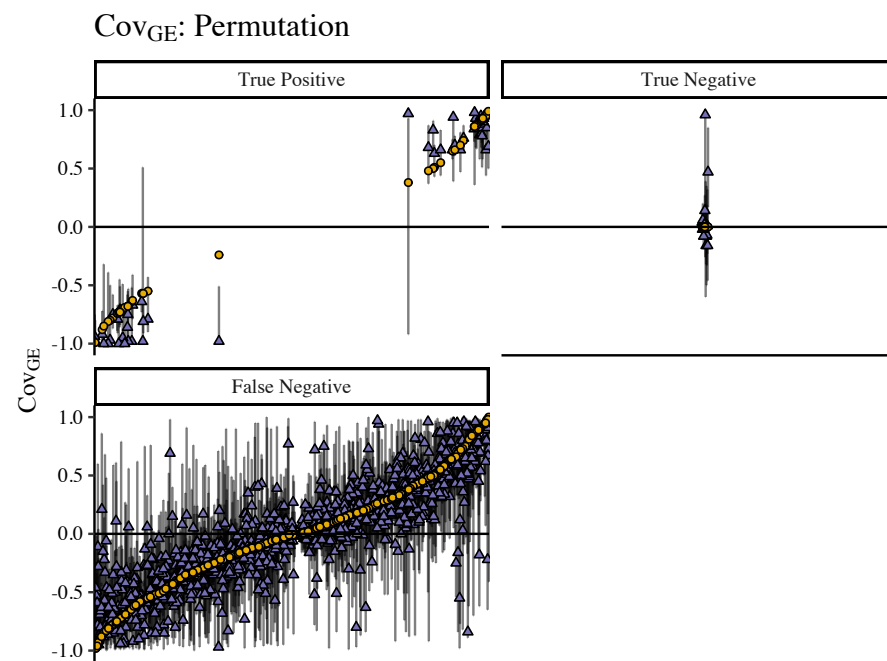 CovGE: Permutation
True Positive
True Negative
1.0
0.5
0.0
-0.5
-1.0
CovGE
False Negative
1.0
0.5
0.0
-0.5
-1.0